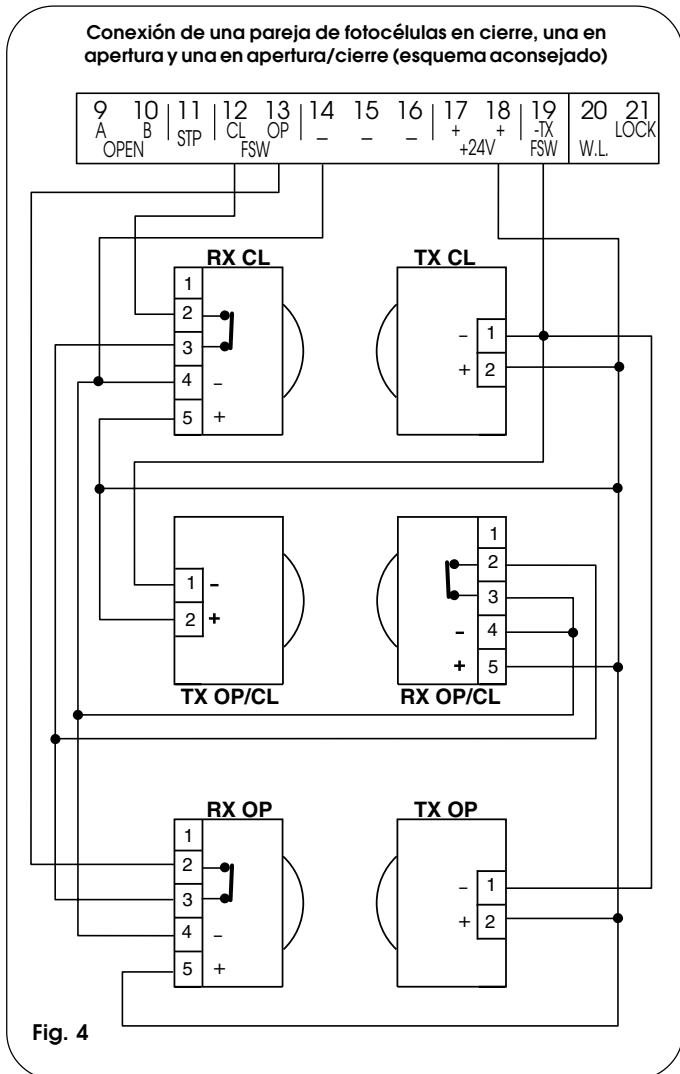 Conexión de una pareja de fotocélulas en cierre, una en
apertura y una en apertura/cierre (esquema aconsejado)
9 10 11 12 13 14 15 16 17 18 19 20 21
A B STP CL OP _ _ _ + + -TX LOCK
OPEN FSW +24V FSW W.L.
RX CL TX CL
1
2
3
4 -
5 +
- 1
+ 2
1 -
2 +
1
2
3
- 4
+ 5
TX OP/CL RX OP/CL
RX OP TX OP
1
2
3
4 -
5 +
- 1
+ 2
Fig. 4